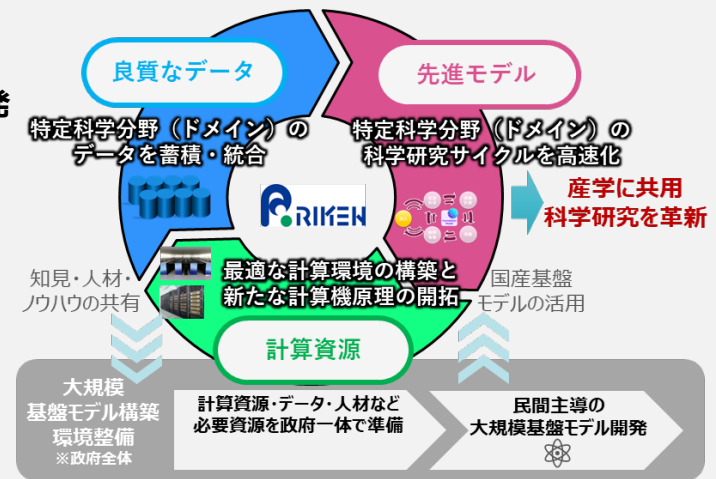 発
良質なデータ
先進モデル
特定科学分野（ドメイン）の
データを蓄積・統合
特定科学分野（ドメイン）の
科学研究サイクルを高速化
RIKEN
産学に共用
科学研究を革新
知見・人材・
ノウハウの共有
最適な計算環境の構築と
新たな計算機原理の開拓
国産基盤
モデルの活用
計算資源
大規模
基盤モデル構築
環境整備
※政府全体
計算資源・データ・人材など
必要資源を政府一体で準備
民間主導の
大規模基盤モデル開発